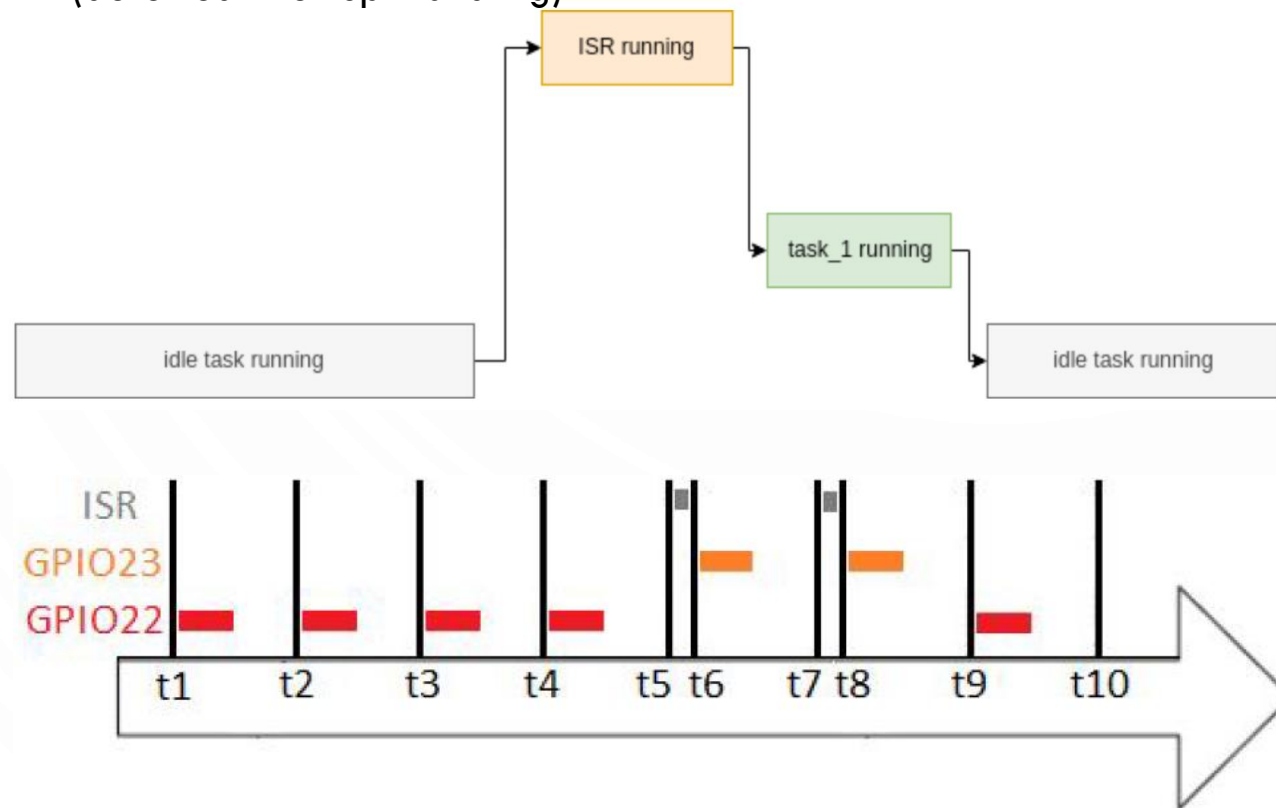 ISR running
task_1 running
idle task running
idle task running
ISR
GPIO23
GPIO22
t1 t2 t3 t4 t5 t6 t7 t8 t9 t10